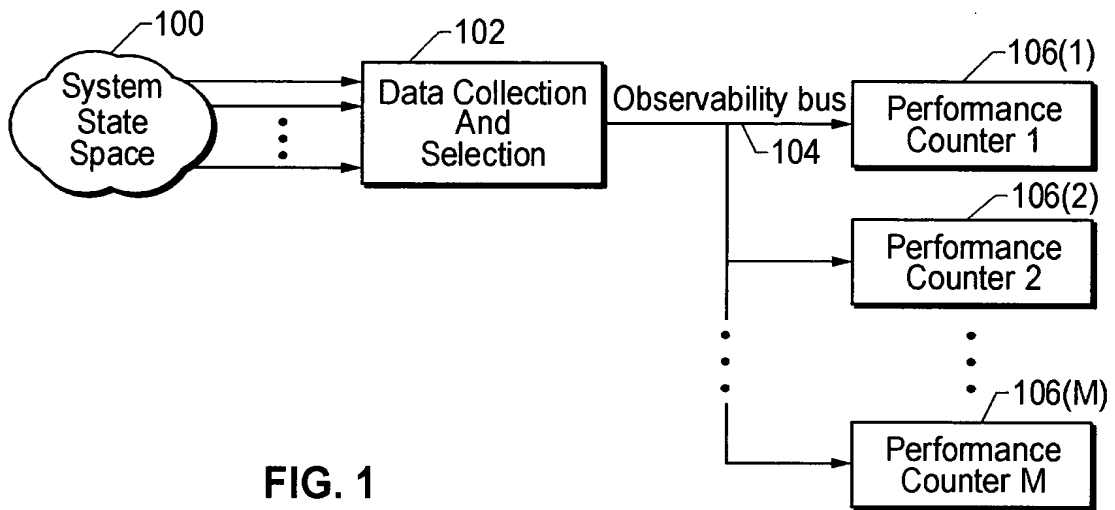 100
System
State
Space
102
Data Collection
And
Selection
Observability bus
104
106(1)
Performance
Counter 1
106(2)
Performance
Counter 2
106(M)
Performance
Counter M
FIG. 1